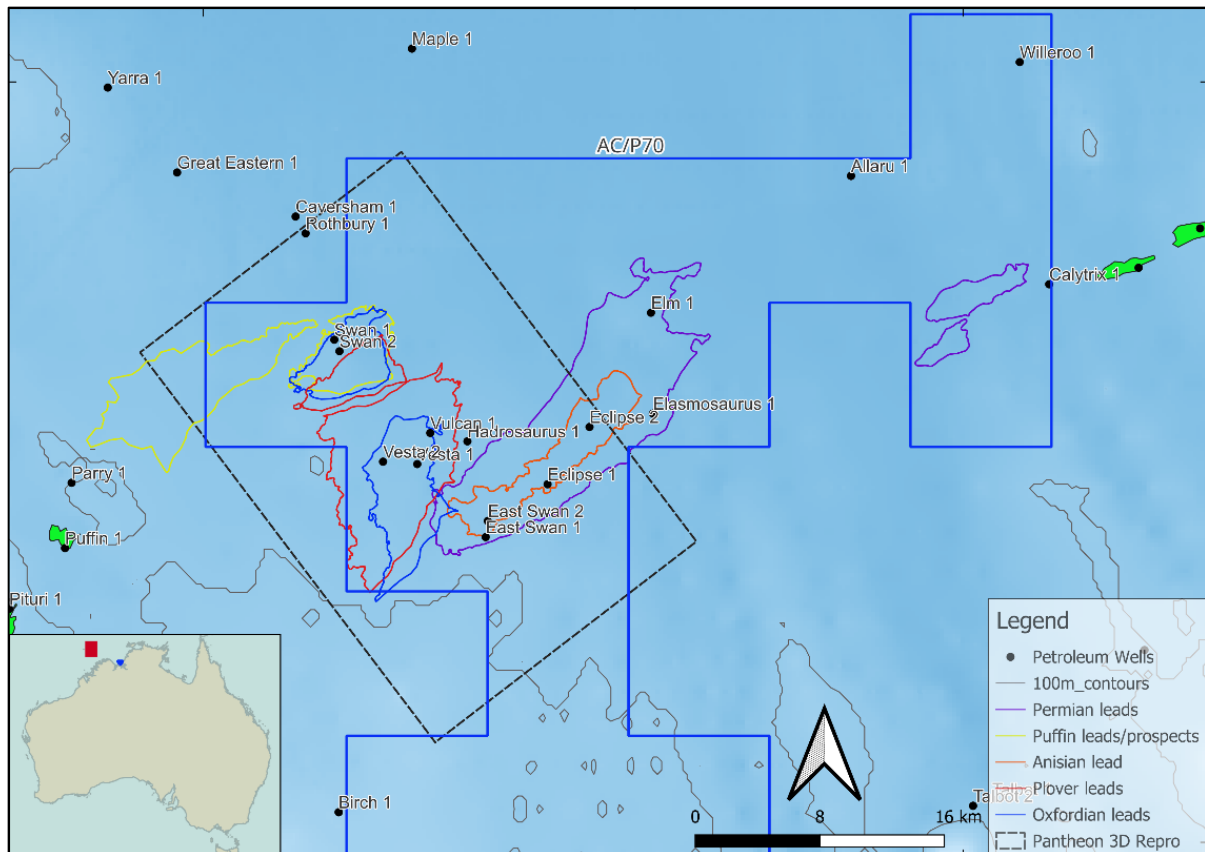 Maple 1
Willeroo 1
Yarra 1
AC/P70
Great Eastern 1
Allaru 1
Caversham 1
Rothbury 1
Calytrix 1
Elm 1
Swan 1
Swan 2
Elasmosaurus 1
Eclipse 2
Vulcan 1
Hadrosaurus 1
Vesta 2
Vesta 1
Parry 1
Eclipse 1
East Swan 2
East Swan 1
Puffin 1
Pituri 1
Legend
Petroleum Wells
100m_contours
Permian leads
Puffin leads/prospects
Anisian lead
Plover leads
Oxfordian leads
Pantheon 3D Repro
Talbot 2
Birch 1
0 8 16 km